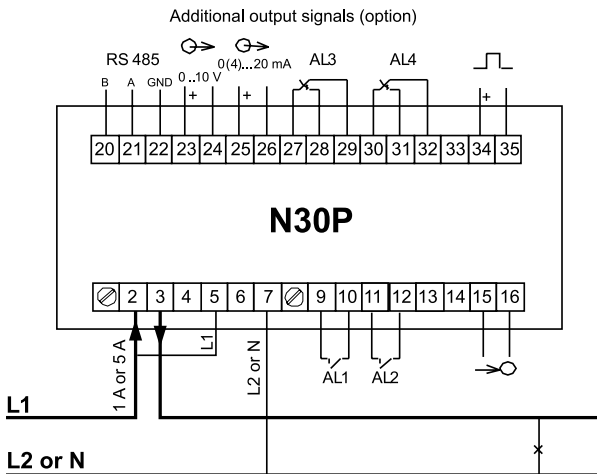 Additional output signals (option)
RS 485
0(4)...20 mA
AL3
AL4
B
A
GND
0 ..10 V
+
+
+
20 21 22 23 24 25 26 27 28 29 30 31 32 33 34 35
N30P
2 3 4 5 6 7 9 10 11 12 13 14 15 16
1 A or 5 A
L1
L2 or N
AL1
AL2
L1
L2 or N